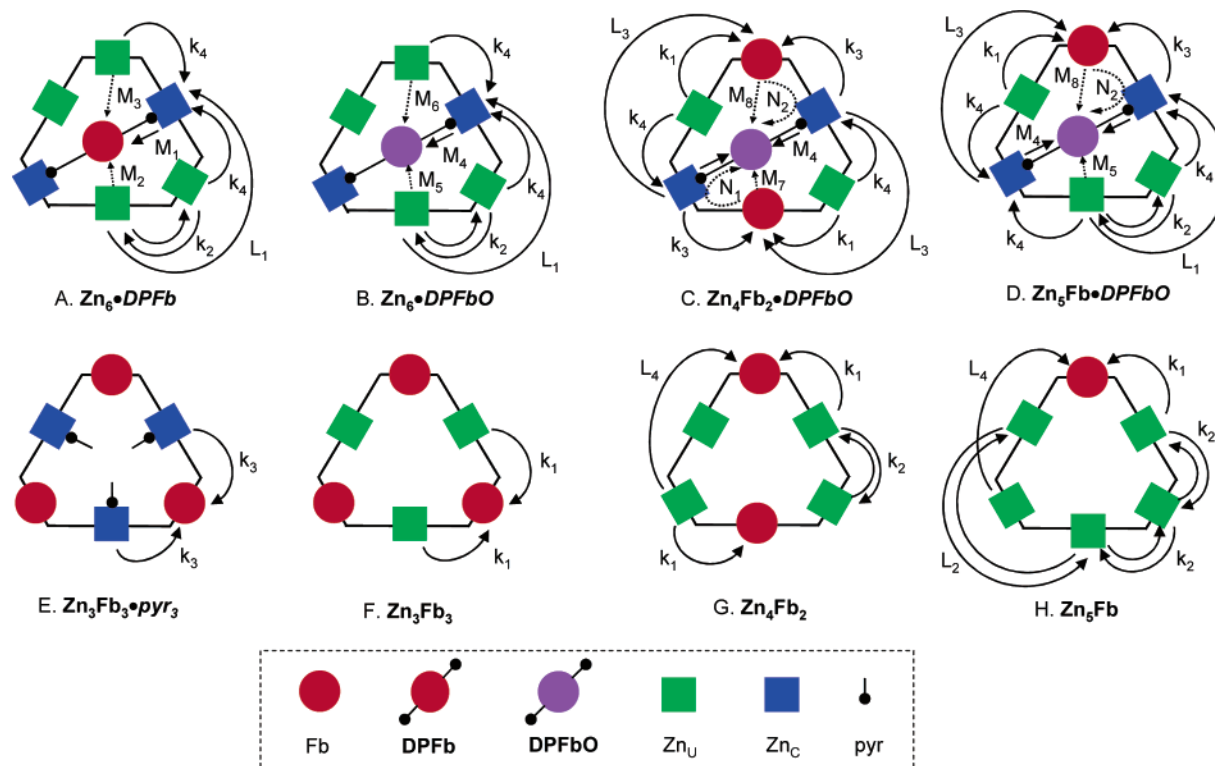 k4
M3
M1
M2
k4
k2
L1
A. Zn6•DPFb
k4
M6
M4
M5
k4
k2
L1
B. Zn6•DPFbO
L3
k1
k3
M8
N2
k4
M4
N1
M7
k4
k3
k1
L3
C. Zn4Fb2•DPFbO
L3
k1
k3
M8
N2
k4
M4
M5
k4
k4
k2
L1
D. Zn5Fb•DPFbO
k3
k3
E. Zn3Fb3•pyr3
k1
k1
F. Zn3Fb3
L4
k1
k2
k1
G. Zn4Fb2
L4
k1
k2
L2
k2
H. Zn5Fb
Fb
DPFb
DPFbO
ZnU
ZnC
pyr